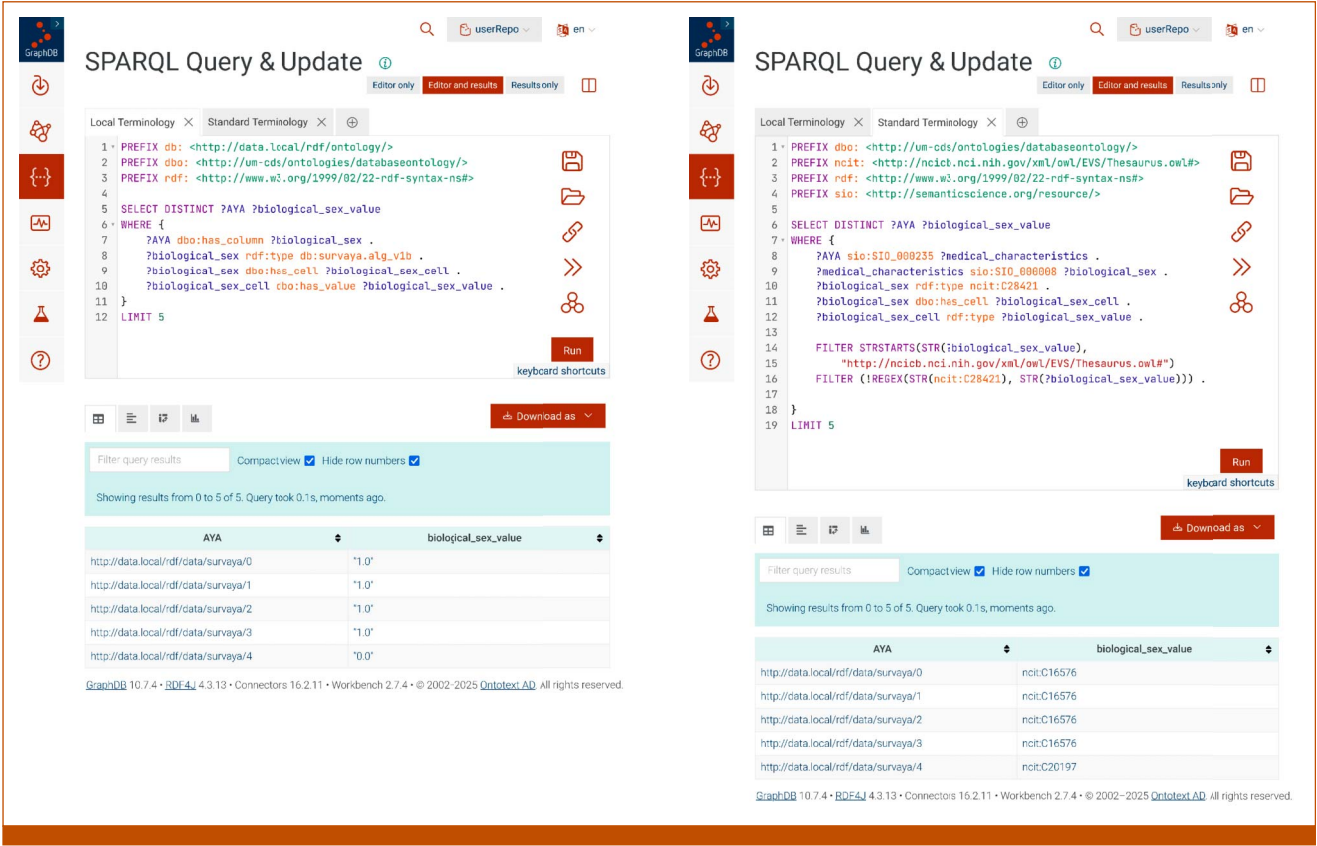 GraphDB
userRepo
en
SPARQL Query & Update
Editor only Editor and results Results only
Local Terminology Standard Terminology
1 PREFIX db: <http://data.local/rdf/ontology/>
2 PREFIX dbo: <http://um-cds/ontologies/databaseontology/>
3 PREFIX rdf: <http://www.w3.org/1999/02/22-rdf-syntax-ns#>
4
5 SELECT DISTINCT ?AYA ?biological_sex_value
6 WHERE {
7 ?AYA dbo:has_column ?biological_sex .
8 ?biological_sex rdf:type db:survaya.alg_v1b .
9 ?biological_sex dbo:has_cell ?biological_sex_cell .
10 ?biological_sex_cell dbo:has_value ?biological_sex_value .
11 }
12 LIMIT 5
Run
keyboard shortcuts
Download as
Filter query results Compact view Hide row numbers
Showing results from 0 to 5 of 5. Query took 0.1s, moments ago.
AYA biological_sex_value
http://data.local/rdf/data/survaya/0 "1.0"
http://data.local/rdf/data/survaya/1 "1.0"
http://data.local/rdf/data/survaya/2 "1.0"
http://data.local/rdf/data/survaya/3 "1.0"
http://data.local/rdf/data/survaya/4 "0.0"
GraphDB 10.7.4 • RDF4J 4.3.13 • Connectors 16.2.11 • Workbench 2.7.4 • © 2002-2025 Ontotext AD. All rights reserved.
GraphDB
userRepo
en
SPARQL Query & Update
Editor only Editor and results Results only
Local Terminology Standard Terminology
1 PREFIX dbo: <http://um-cds/ontologies/databaseontology/>
2 PREFIX ncit: <http://ncicb.nci.nih.gov/xml/owl/EVS/Thesaurus.owl#>
3 PREFIX rdf: <http://www.w3.org/1999/02/22-rdf-syntax-ns#>
4 PREFIX sio: <http://semanticscience.org/resource/>
5
6 SELECT DISTINCT ?AYA ?biological_sex_value
7 WHERE {
8 ?AYA sio:SIO_000235 ?medical_characteristics .
9 ?medical_characteristics sio:SIO_000008 ?biological_sex .
10 ?biological_sex rdf:type ncit:C28421 .
11 ?biological_sex dbo:has_cell ?biological_sex_cell .
12 ?biological_sex_cell rdf:type ?biological_sex_value .
13
14 FILTER STRSTARTS(STR(?biological_sex_value),
15 "http://ncicb.nci.nih.gov/xml/owl/EVS/Thesaurus.owl#")
16 FILTER (!REGEX(STR(ncit:C28421), STR(?biological_sex_value))) .
17
18 }
19 LIMIT 5
Run
keyboard shortcuts
Downoad as
Filter query results Compact view Hide row numbers
Showing results from 0 to 5 of 5. Query took 0.1s, moments ago.
AYA biological_sex_value
http://data.local/rdf/data/survaya/0 ncit:C16576
http://data.local/rdf/data/survaya/1 ncit:C16576
http://data.local/rdf/data/survaya/2 ncit:C16576
http://data.local/rdf/data/survaya/3 ncit:C16576
http://data.local/rdf/data/survaya/4 ncit:C20197
GraphDB 10.7.4 • RDF4J 4.3.13 • Connectors 16.2.11 • Workbench 2.7.4 • © 2002–2025 Ontotext AD. All rights reserved.